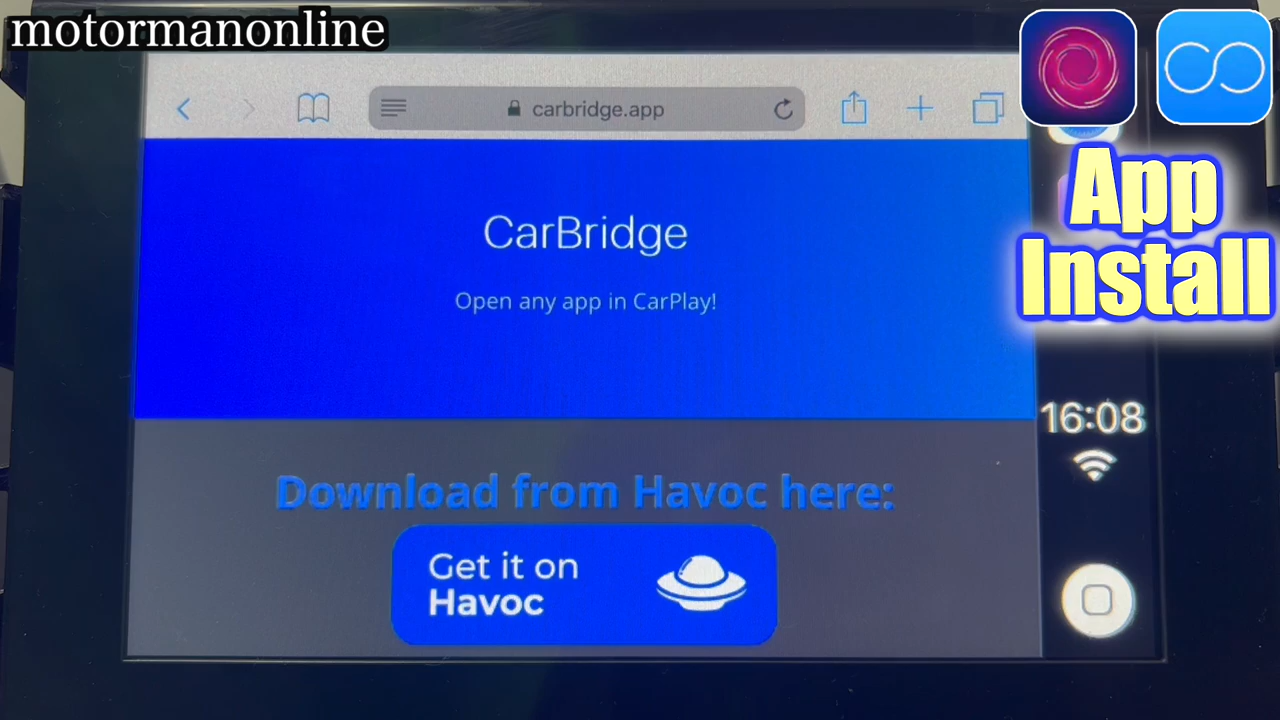 motormanonline
carbridge.app
App
Install
CarBridge
Open any app in CarPlay!
16:08
Download from Havoc here:
Get it on
Havoc